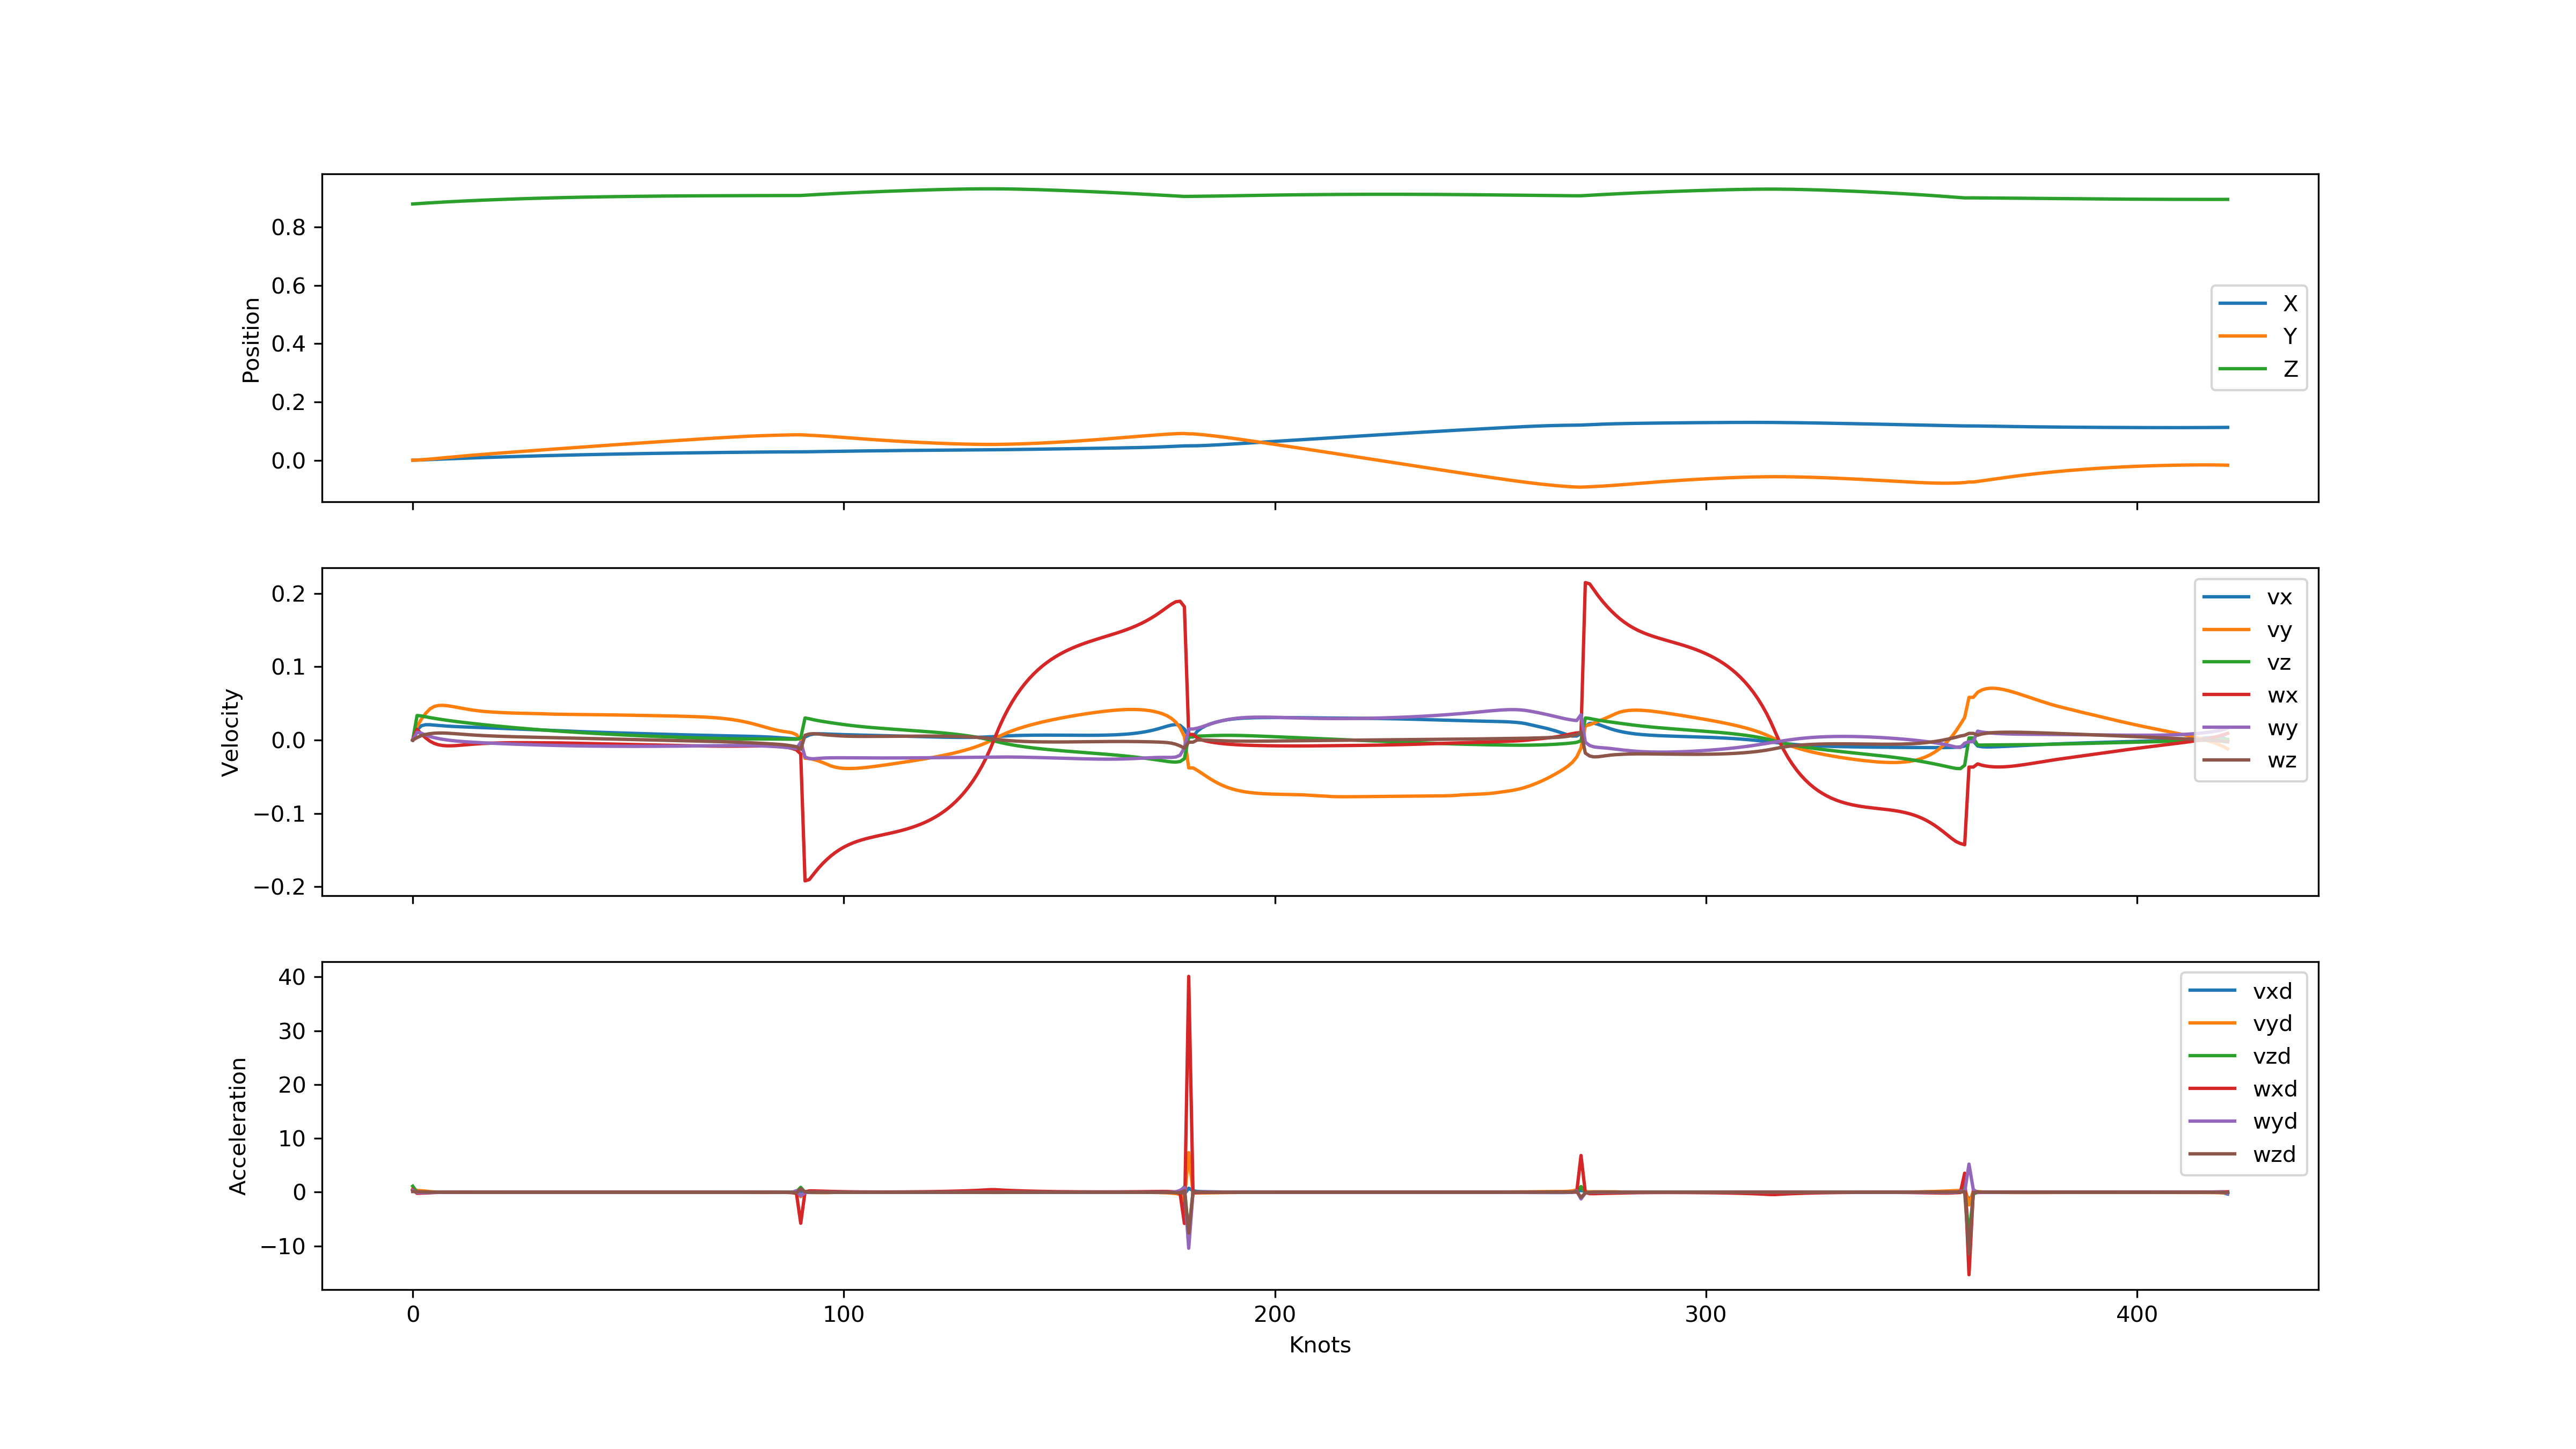 Position
0.8
0.6
0.4
0.2
0.0
X
Y
Z
Velocity
0.2
0.1
0.0
−0.1
−0.2
vx
vy
vz
wx
wy
wz
Acceleration
40
30
20
10
0
−10
vxd
vyd
vzd
wxd
wyd
wzd
0 100 200 300 400
Knots